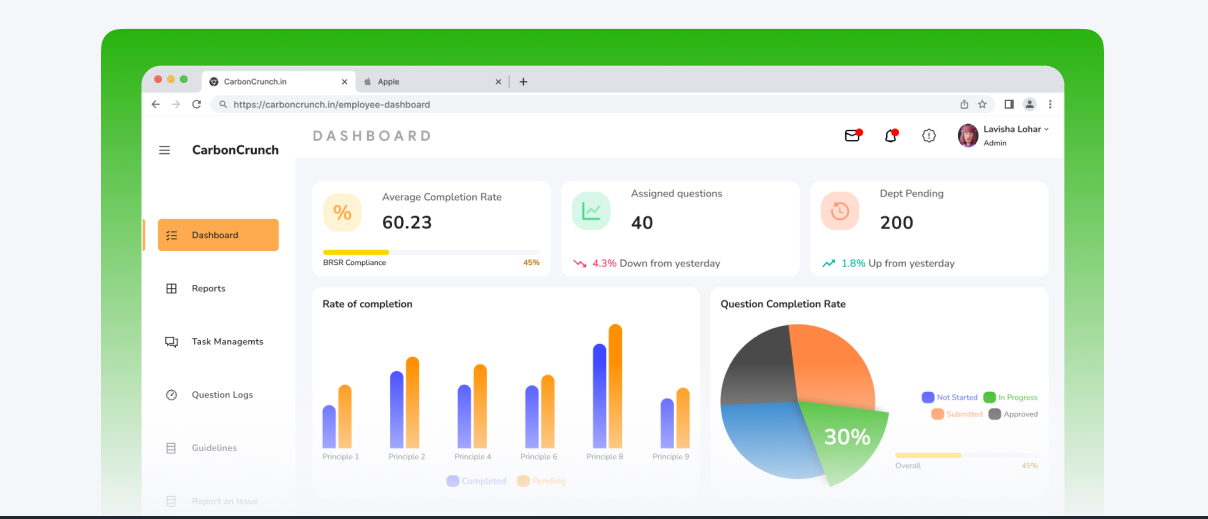 CarbonCrunch.in
Apple
https://carboncrunch.in/employee-dashboard
CarbonCrunch
DASHBOARD
Lavisha Lohar
Admin
Dashboard
Reports
Task Managemts
Question Logs
Guidelines
Report an Issue
%
Average Completion Rate
60.23
BRSR Compliance 45%
Assigned questions
40
4.3% Down from yesterday
Dept Pending
200
1.8% Up from yesterday
Rate of completion
Principle 1 Principle 2 Principle 4 Principle 6 Principle 8 Principle 9
Completed Pending
Question Completion Rate
30%
Not Started In Progress
Submitted Approved
Overall 45%